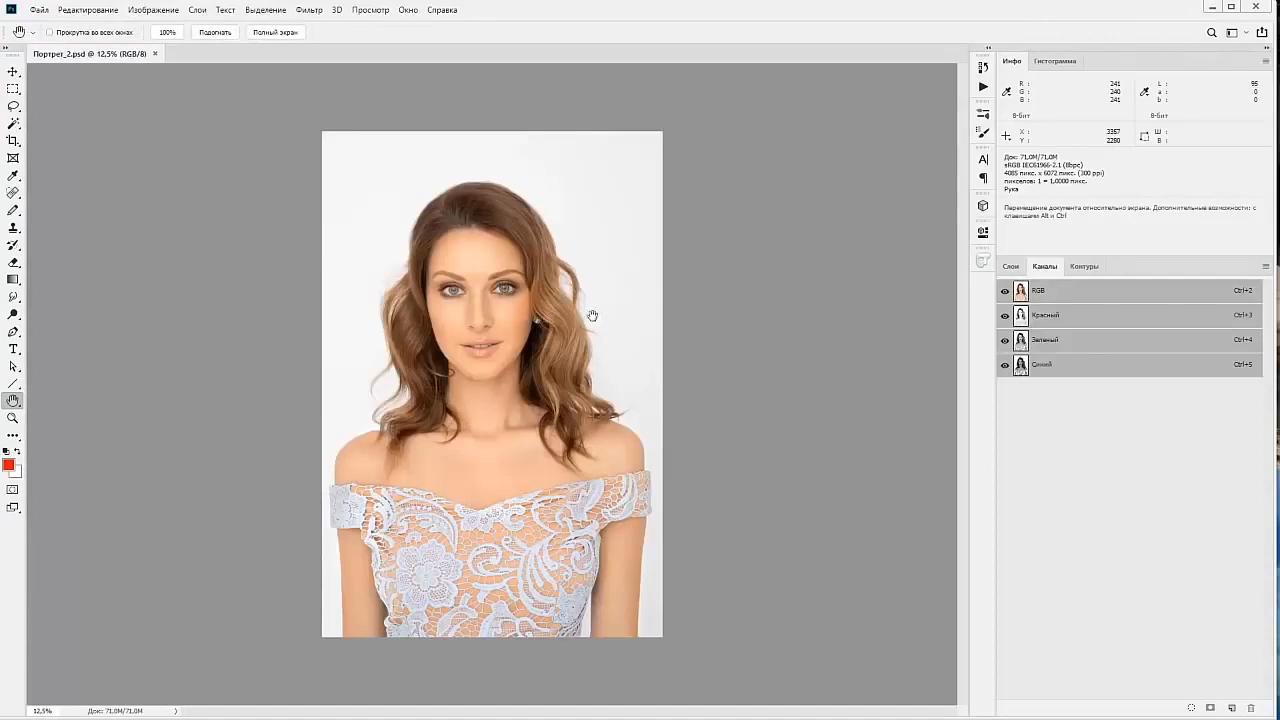 Ps Файл Редактирование Изображение Слои Текст Выделение Фильтр 3D Просмотр Окно Справка
Прокрутка во всех окнах 100% Подогнать Полный экран
Портрет_2.psd @ 12,5% (RGB/8) ×
Инфо Гистограмма
R : 241 L : 95
G : 240 a : 0
B : 241 b : 0
8-бит 8-бит
X : 3357 Ш :
Y : 2280 В :
Док: 71,0M/71,0M
sRGB IEC61966-2.1 (8bpc)
4085 пикс. x 6072 пикс. (300 ppi)
пикселов: 1 = 1,0000 пикс.
Рука
Перемещение документа относительно экрана. Дополнительные возможности: с
клавишами Alt и Ctrl
Слои Каналы Контуры
RGB Ctrl+2
Красный Ctrl+3
Зеленый Ctrl+4
Синий Ctrl+5
12,5% Док: 71,0M/71,0M